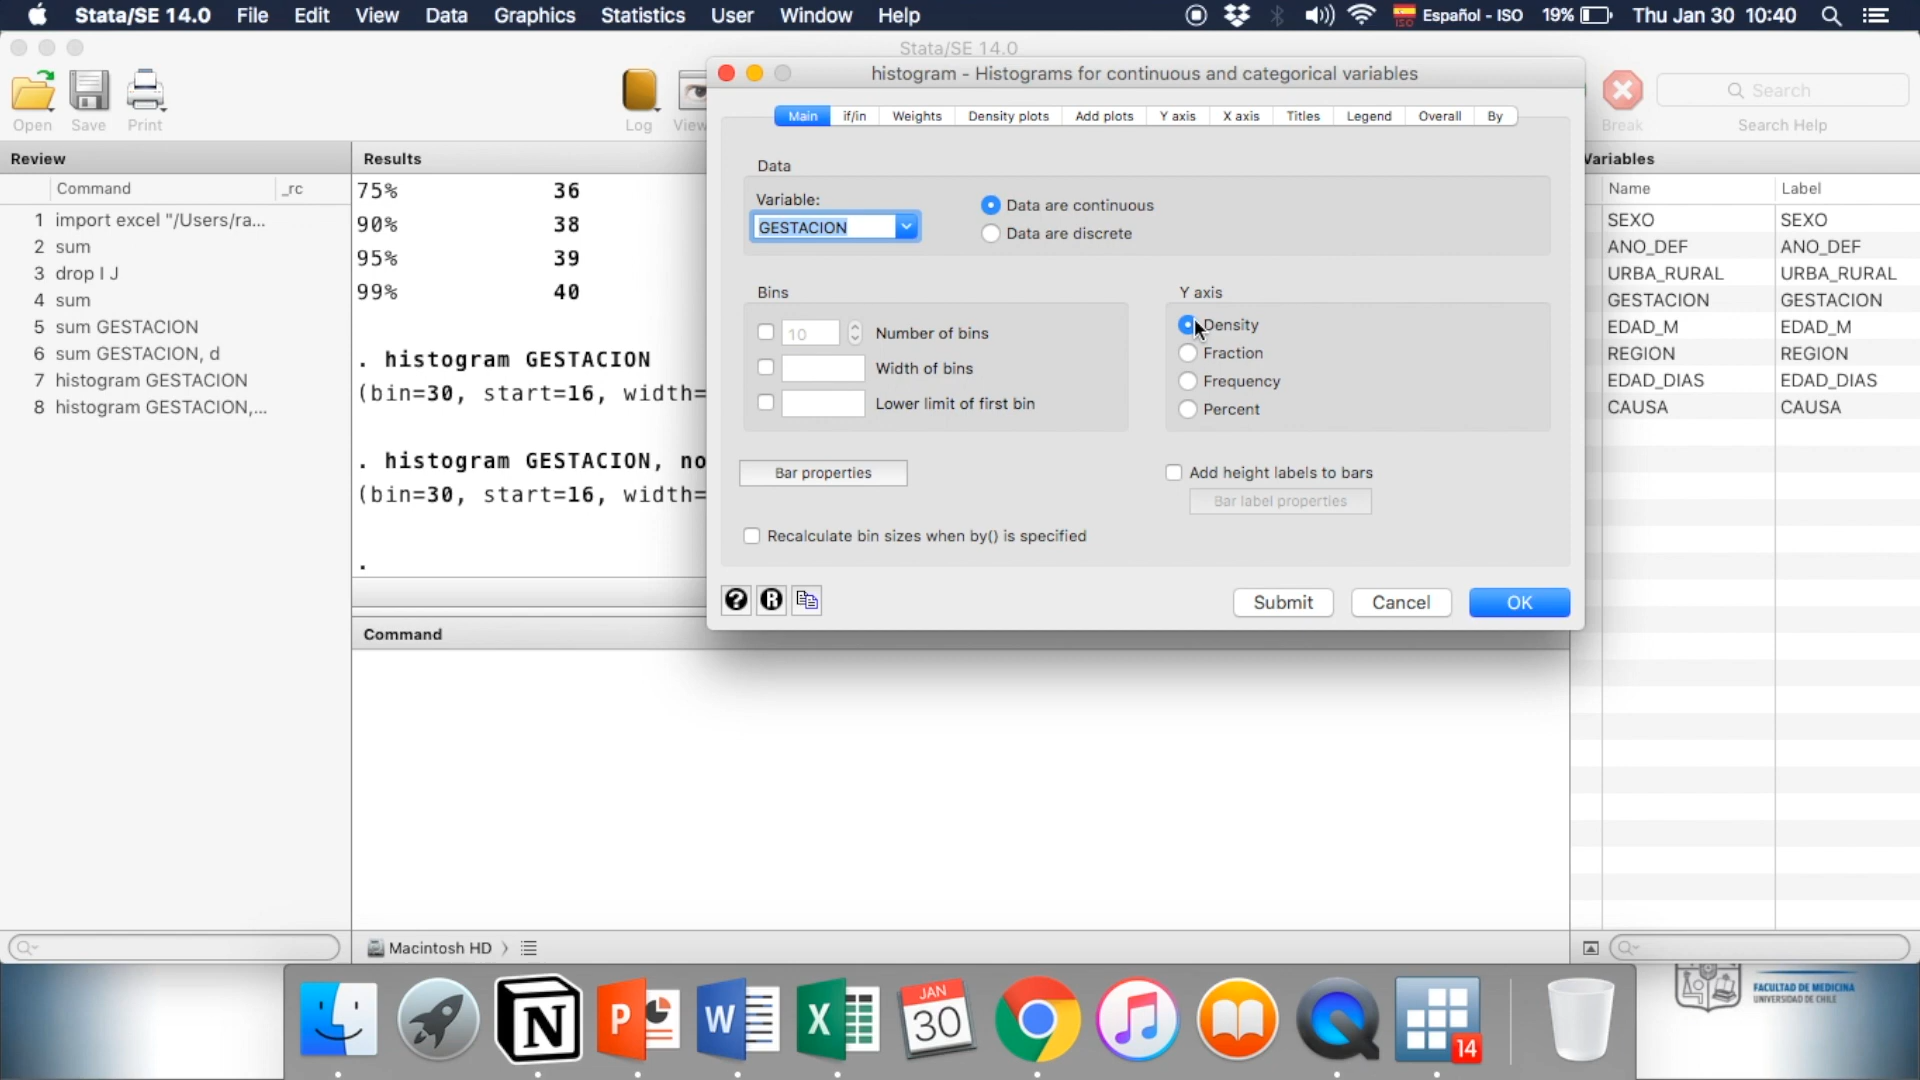 Stata/SE 14.0 File Edit View Data Graphics Statistics User Window Help Español - ISO 19% Thu Jan 30 10:40
ISO
Stata/SE 14.0
histogram - Histograms for continuous and categorical variables
Open Save Print Log View Break Search
Search Help
Main if/in Weights Density plots Add plots Y axis X axis Titles Legend Overall By
Review
Command _rc
1 import excel "/Users/ra...
2 sum
3 drop I J
4 sum
5 sum GESTACION
6 sum GESTACION, d
7 histogram GESTACION
8 histogram GESTACION,...
Results
75% 36
90% 38
95% 39
99% 40
. histogram GESTACION
(bin=30, start=16, width=
. histogram GESTACION, no
(bin=30, start=16, width=
.
Command
Data
Variable:
GESTACION
Data are continuous
Data are discrete
Bins
10 Number of bins
Width of bins
Lower limit of first bin
Y axis
Density
Fraction
Frequency
Percent
Bar properties
Add height labels to bars
Bar label properties
Recalculate bin sizes when by() is specified
? R Submit Cancel OK
Variables
Name Label
SEXO SEXO
ANO_DEF ANO_DEF
URBA_RURAL URBA_RURAL
GESTACION GESTACION
EDAD_M EDAD_M
REGION REGION
EDAD_DIAS EDAD_DIAS
CAUSA CAUSA
Macintosh HD
N P W X JAN
30
14
FACULTAD DE MEDICINA
UNIVERSIDAD DE CHILE